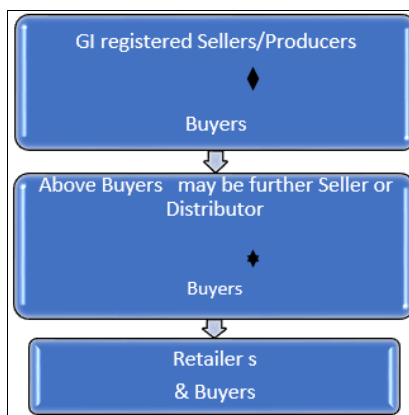 GI registered Sellers/Producers
Buyers
Above Buyers may be further Seller or
Distributor
Buyers
Retailer s
& Buyers